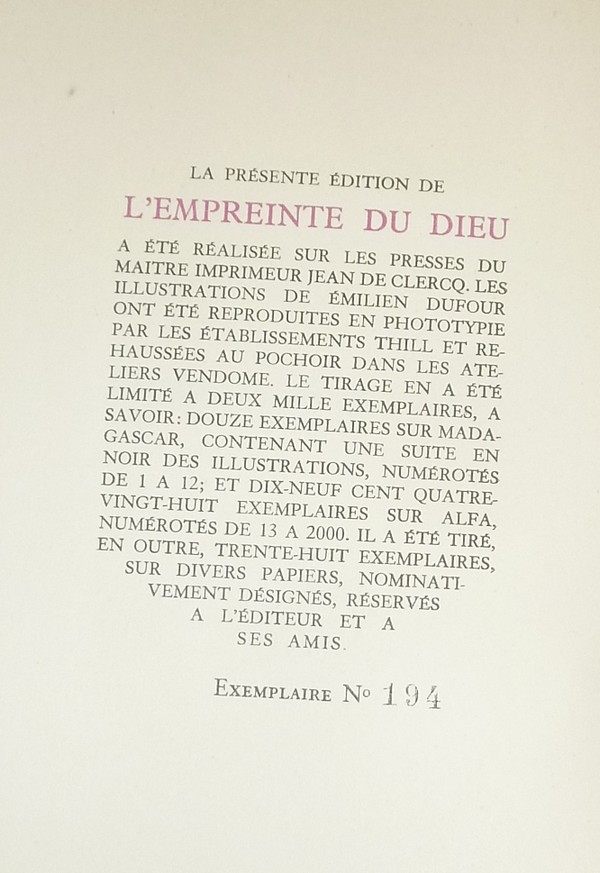 LA PRÉSENTE ÉDITION DE
L'EMPREINTE DU DIEU
A ÉTÉ RÉALISÉE SUR LES PRESSES DU
MAITRE IMPRIMEUR JEAN DE CLERCQ. LES
ILLUSTRATIONS DE ÉMILIEN DUFOUR
ONT ÉTÉ REPRODUITES EN PHOTOTYPIE
PAR LES ÉTABLISSEMENTS THILL ET RE-
HAUSSÉES AU POCHOIR DANS LES ATE-
LIERS VENDOME. LE TIRAGE EN A ÉTÉ
LIMITÉ A DEUX MILLE EXEMPLAIRES, A
SAVOIR: DOUZE EXEMPLAIRES SUR MADA-
GASCAR, CONTENANT UNE SUITE EN
NOIR DES ILLUSTRATIONS, NUMÉROTÉS
DE 1 A 12; ET DIX-NEUF CENT QUATRE-
VINGT-HUIT EXEMPLAIRES SUR ALFA,
NUMÉROTÉS DE 13 A 2000. IL A ÉTÉ TIRÉ,
EN OUTRE, TRENTE-HUIT EXEMPLAIRES,
SUR DIVERS PAPIERS, NOMINATI-
VEMENT DÉSIGNÉS, RÉSERVÉS
A L'ÉDITEUR ET A
SES AMIS.
EXEMPLAIRE Nº 194